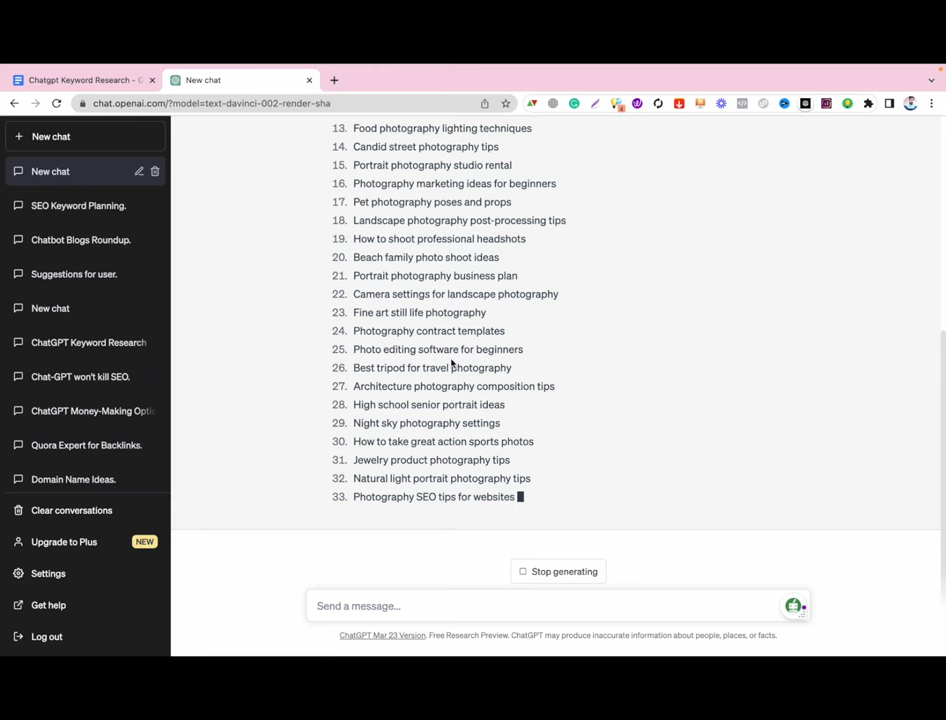 Chatgpt Keyword Research - G
New chat
chat.openai.com/?model=text-davinci-002-render-sha
New chat
New chat
SEO Keyword Planning.
Chatbot Blogs Roundup.
Suggestions for user.
New chat
ChatGPT Keyword Research
Chat-GPT won't kill SEO.
ChatGPT Money-Making Optio
Quora Expert for Backlinks.
Domain Name Ideas.
Clear conversations
Upgrade to Plus NEW
Settings
Get help
Log out
13. Food photography lighting techniques
14. Candid street photography tips
15. Portrait photography studio rental
16. Photography marketing ideas for beginners
17. Pet photography poses and props
18. Landscape photography post-processing tips
19. How to shoot professional headshots
20. Beach family photo shoot ideas
21. Portrait photography business plan
22. Camera settings for landscape photography
23. Fine art still life photography
24. Photography contract templates
25. Photo editing software for beginners
26. Best tripod for travel photography
27. Architecture photography composition tips
28. High school senior portrait ideas
29. Night sky photography settings
30. How to take great action sports photos
31. Jewelry product photography tips
32. Natural light portrait photography tips
33. Photography SEO tips for websites
Stop generating
Send a message...
ChatGPT Mar 23 Version. Free Research Preview. ChatGPT may produce inaccurate information about people, places, or facts.